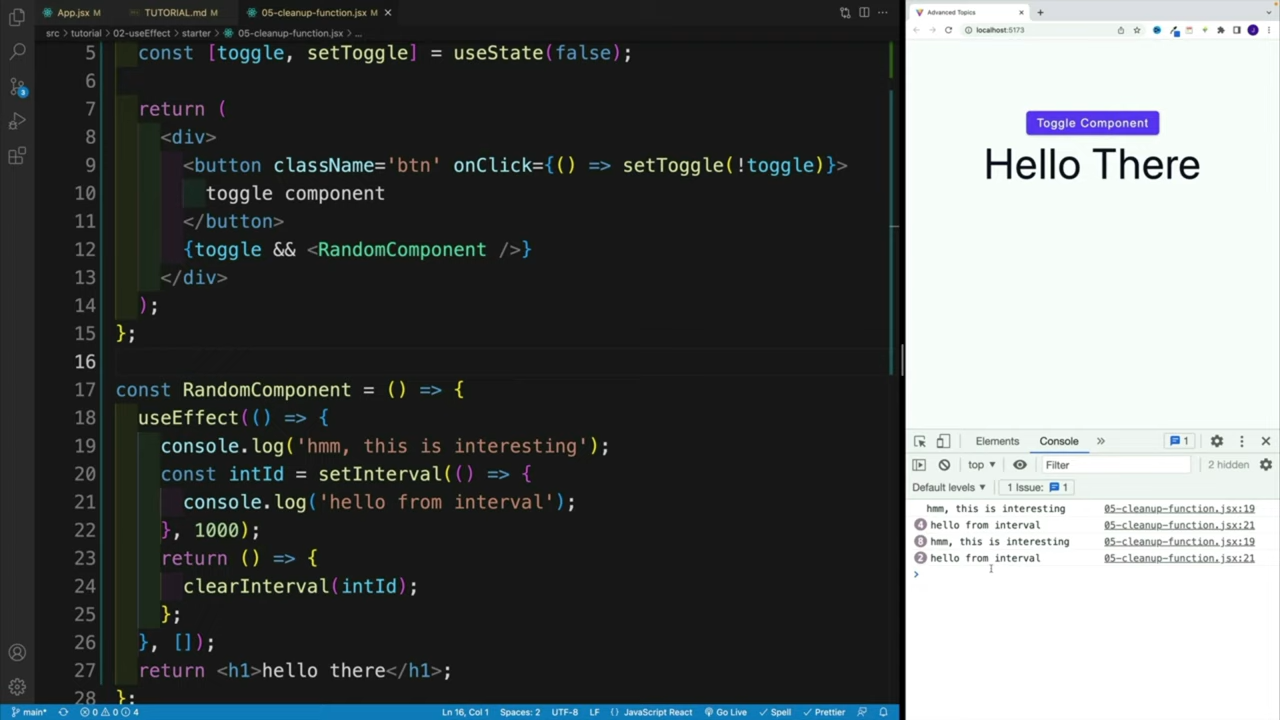 App.jsx M
TUTORIAL.md M
05-cleanup-function.jsx M
src > tutorial > 02-useEffect > starter > 05-cleanup-function.jsx > ...
5 const [toggle, setToggle] = useState(false);
6
7 return (
8 <div>
9 <button className='btn' onClick={() => setToggle(!toggle)}>
10 toggle component
11 </button>
12 {toggle && <RandomComponent />}
13 </div>
14 );
15 };
16
17 const RandomComponent = () => {
18 useEffect(() => {
19 console.log('hmm, this is interesting');
20 const intId = setInterval(() => {
21 console.log('hello from interval');
22 }, 1000);
23 return () => {
24 clearInterval(intId);
25 };
26 }, []);
27 return <h1>hello there</h1>;
28 };
3
main* 0 0 4 Ln 16, Col 1 Spaces: 2 UTF-8 LF {} JavaScript React Go Live Spell Prettier
Advanced Topics
localhost:5173
J
Toggle Component
Hello There
Elements Console 1
top Filter 2 hidden
Default levels 1 Issue: 1
hmm, this is interesting 05-cleanup-function.jsx:19
4 hello from interval 05-cleanup-function.jsx:21
8 hmm, this is interesting 05-cleanup-function.jsx:19
2 hello from interval 05-cleanup-function.jsx:21